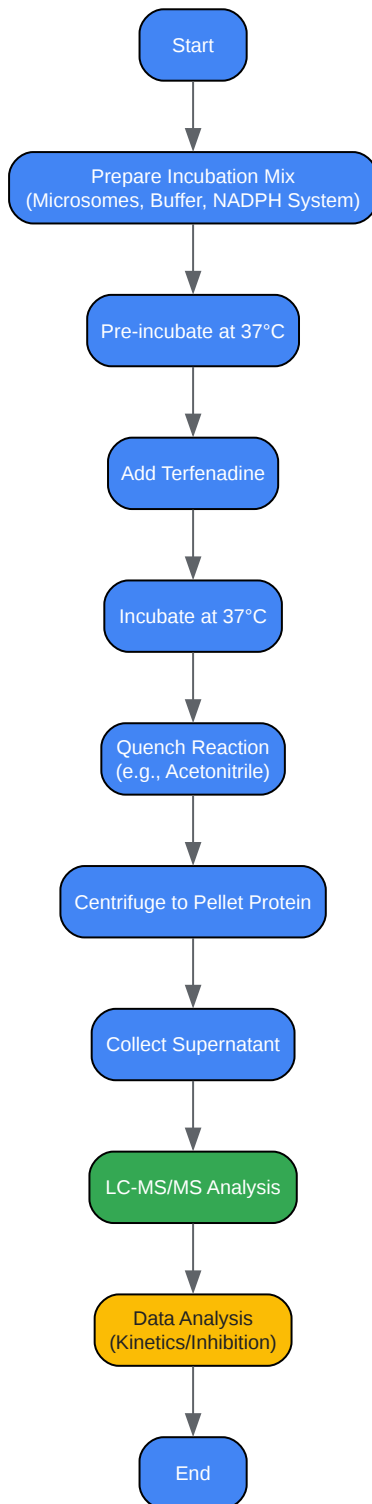 Start
Prepare Incubation Mix
(Microsomes, Buffer, NADPH System)
Pre-incubate at 37°C
Add Terfenadine
Incubate at 37°C
Quench Reaction
(e.g., Acetonitrile)
Centrifuge to Pellet Protein
Collect Supernatant
LC-MS/MS Analysis
Data Analysis
(Kinetics/Inhibition)
End